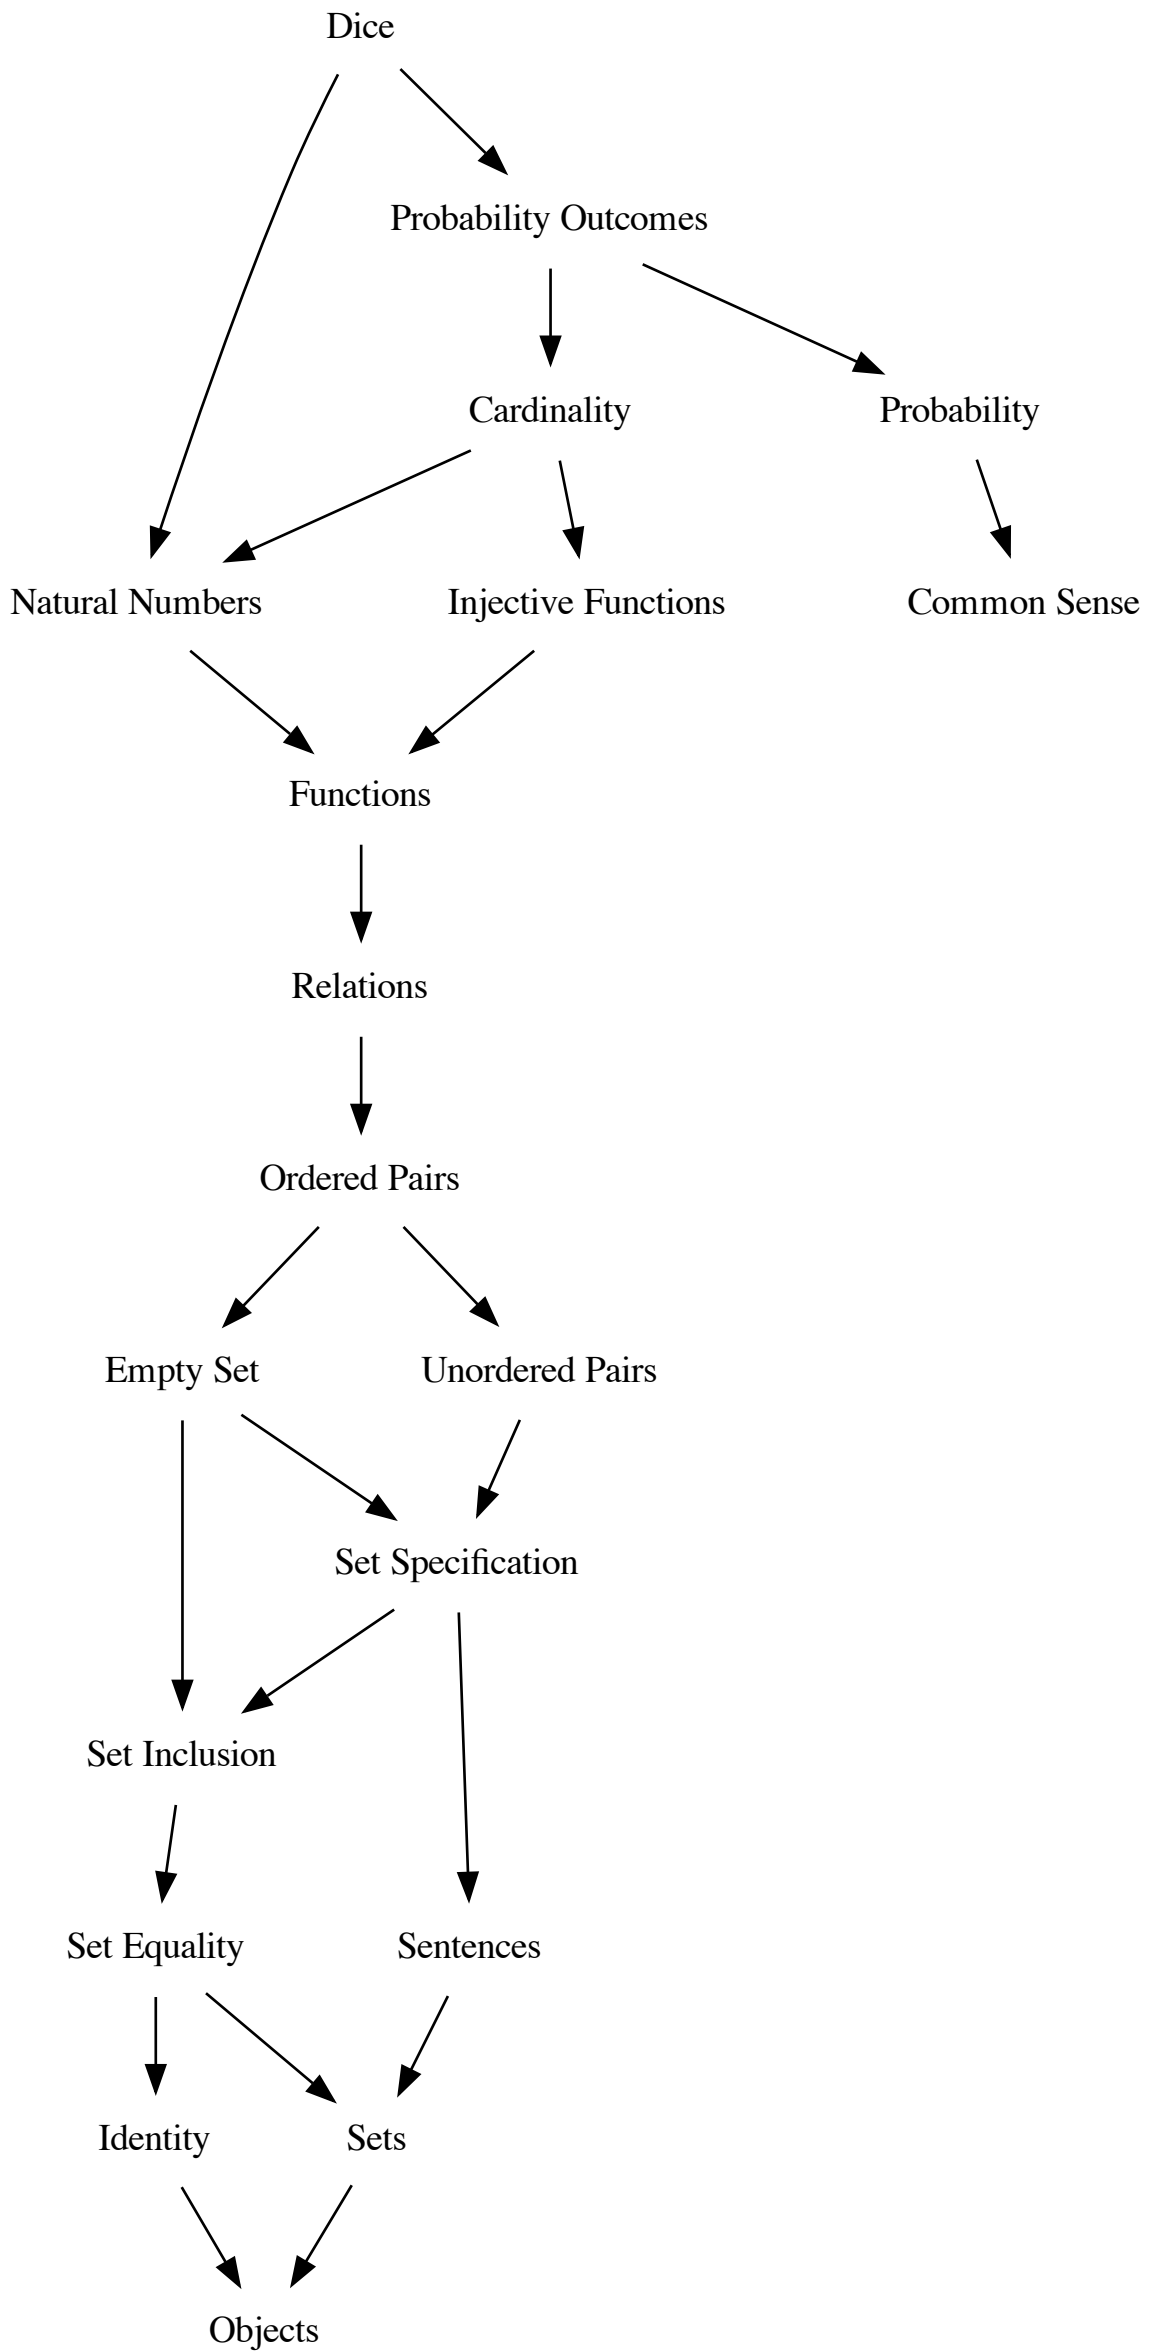 Dice
Probability Outcomes
Cardinality
Probability
Natural Numbers
Injective Functions
Common Sense
Functions
Relations
Ordered Pairs
Empty Set
Unordered Pairs
Set Specification
Set Inclusion
Set Equality
Sentences
Identity
Sets
Objects